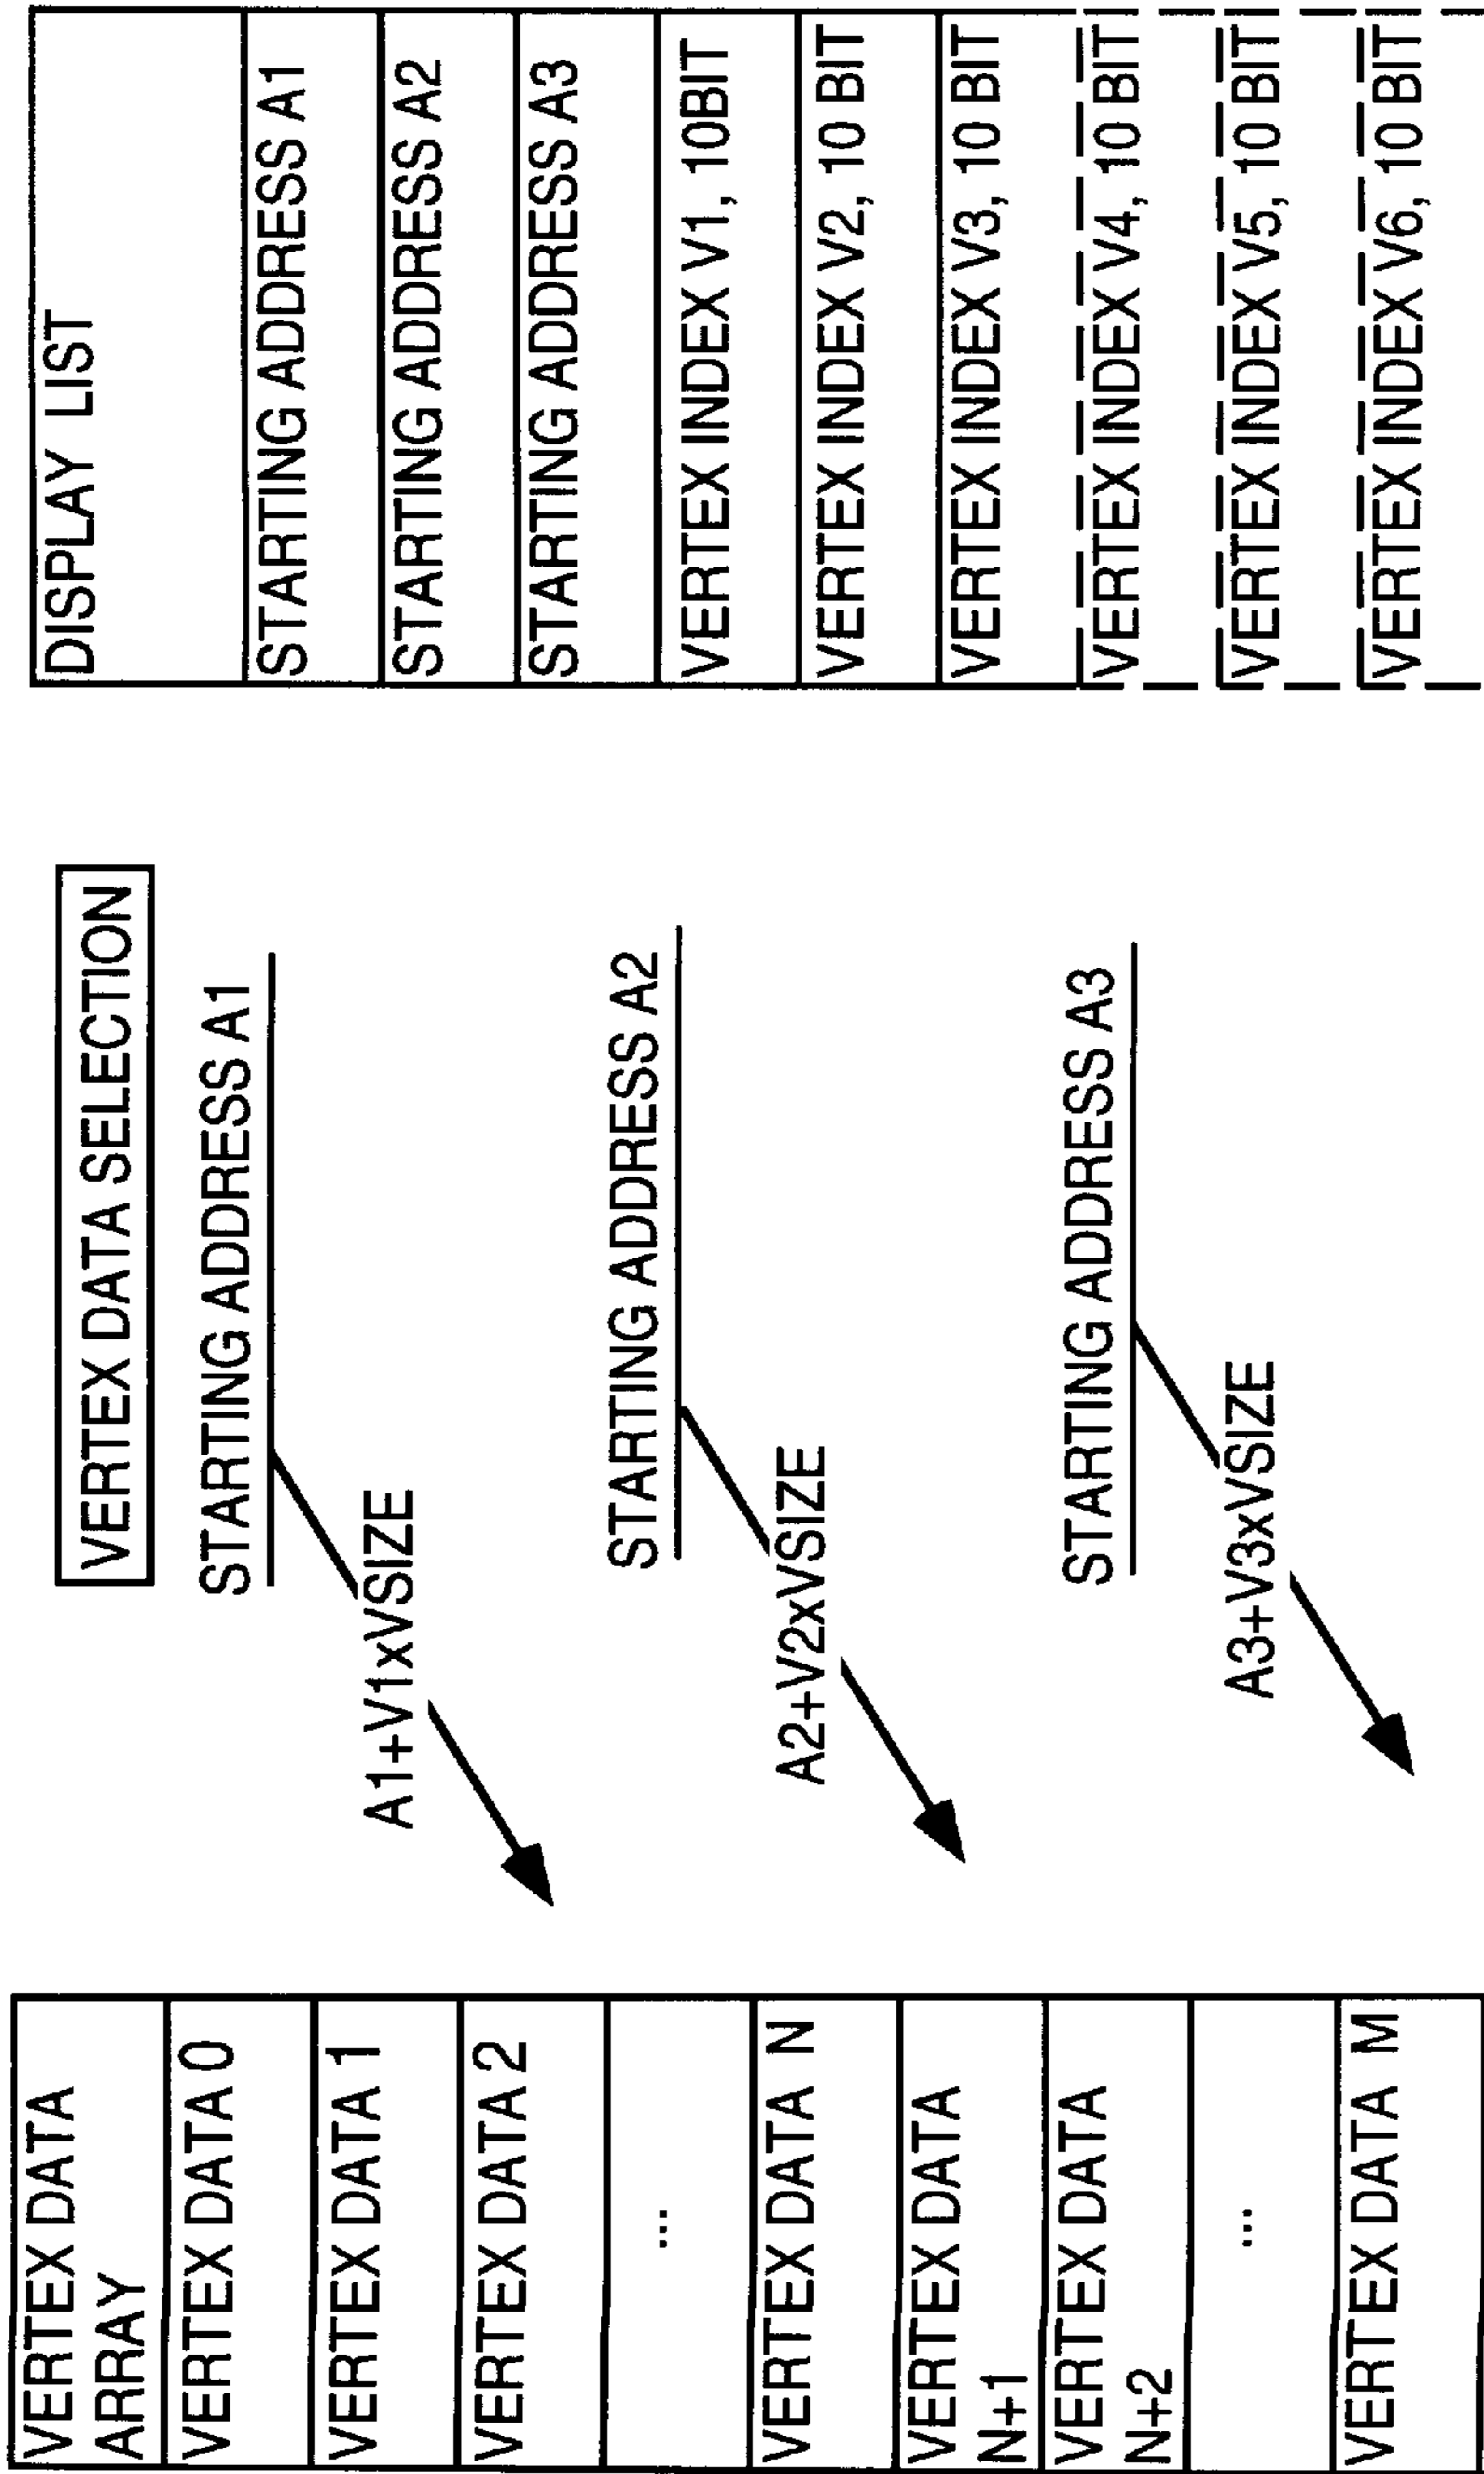 VERTEX DATA
ARRAY
VERTEX DATA 0
VERTEX DATA 1
VERTEX DATA 2
...
VERTEX DATA N
VERTEX DATA
N+1
VERTEX DATA
N+2
...
VERTEX DATA M
VERTEX DATA SELECTION
STARTING ADDRESS A1
A1+V1xVSIZE
STARTING ADDRESS A2
A2+V2xVSIZE
STARTING ADDRESS A3
A3+V3xVSIZE
DISPLAY LIST
STARTING ADDRESS A1
STARTING ADDRESS A2
STARTING ADDRESS A3
VERTEX INDEX V1, 10BIT
VERTEX INDEX V2, 10 BIT
VERTEX INDEX V3, 10 BIT
VERTEX INDEX V4, 10 BIT
VERTEX INDEX V5, 10 BIT
VERTEX INDEX V6, 10 BIT